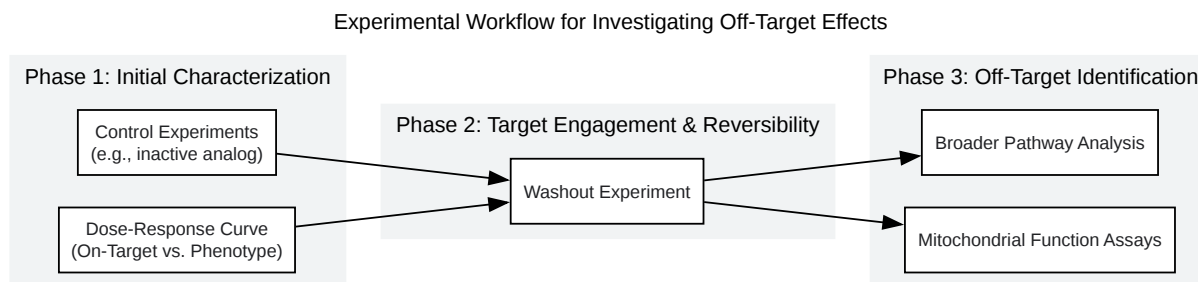 Experimental Workflow for Investigating Off-Target Effects
Phase 1: Initial Characterization
Control Experiments
(e.g., inactive analog)
Dose-Response Curve
(On-Target vs. Phenotype)
Phase 2: Target Engagement & Reversibility
Washout Experiment
Phase 3: Off-Target Identification
Broader Pathway Analysis
Mitochondrial Function Assays